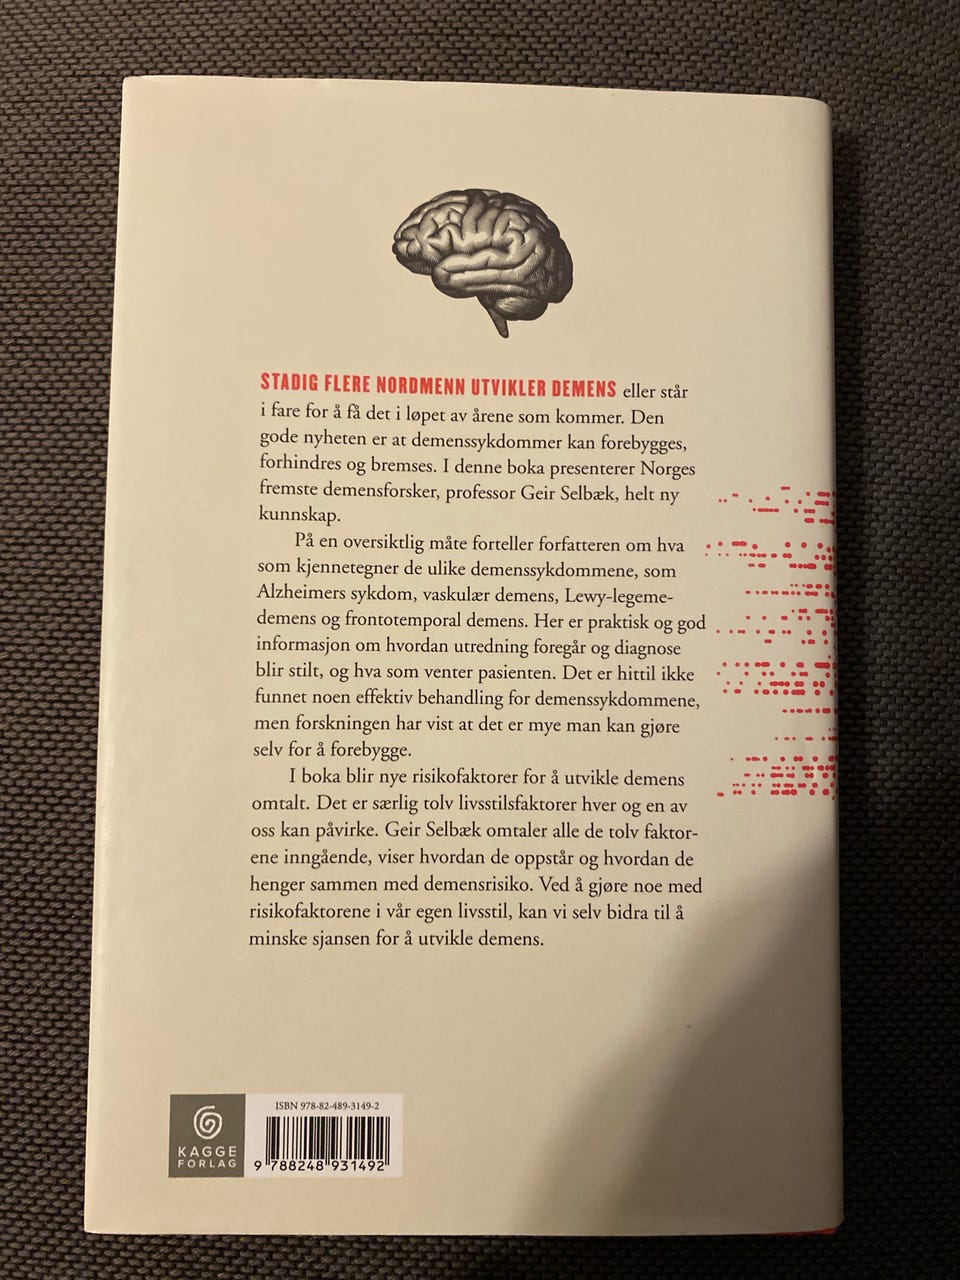 STADIG FLERE NORDMENN UTVIKLER DEMENS eller står
i fare for å få det i løpet av årene som kommer. Den
gode nyheten er at demenssykdommer kan forebygges,
forhindres og bremses. I denne boka presenterer Norges
fremste demensforsker, professor Geir Selbæk, helt ny
kunnskap.
På en oversiktlig måte forteller forfatteren om hva
som kjennetegner de ulike demenssykdommene, som
Alzheimers sykdom, vaskulær demens, Lewy-legeme-
demens og frontotemporal demens. Her er praktisk og god
informasjon om hvordan utredning foregår og diagnose
blir stilt, og hva som venter pasienten. Det er hittil ikke
funnet noen effektiv behandling for demenssykdommene,
men forskningen har vist at det er mye man kan gjøre
selv for å forebygge.
I boka blir nye risikofaktorer for å utvikle demens
omtalt. Det er særlig tolv livsstilsfaktorer hver og en av
oss kan påvirke. Geir Selbæk omtaler alle de tolv faktor-
ene inngående, viser hvordan de oppstår og hvordan de
henger sammen med demensrisiko. Ved å gjøre noe med
risikofaktorene i vår egen livsstil, kan vi selv bidra til å
minske sjansen for å utvikle demens.
KAGGE
FORLAG
ISBN 978-82-489-3149-2
9 788248 931492